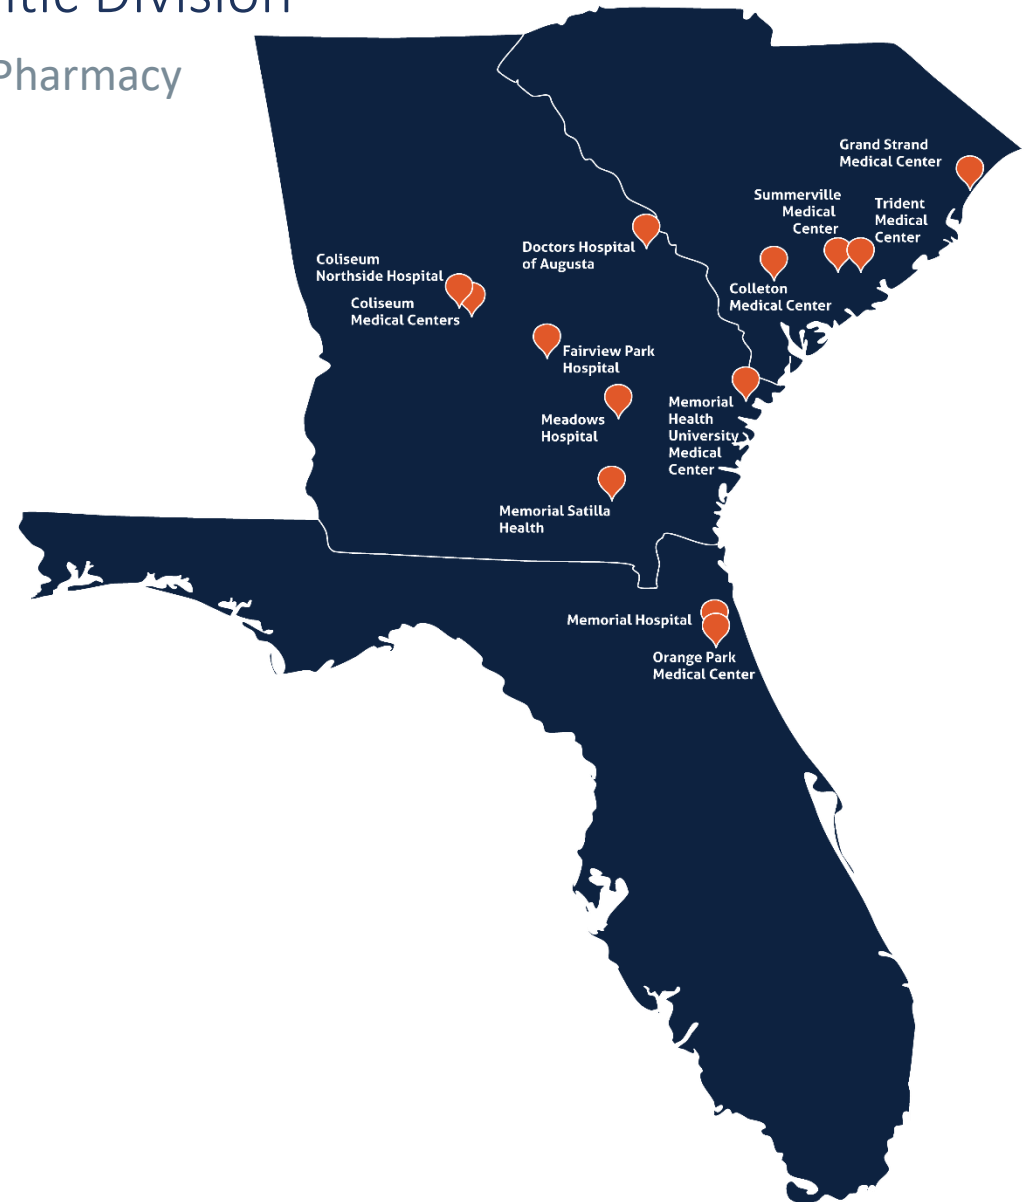 Division
Pharmacy
Grand Strand
Medical Center
Summerville
Medical
Center
Trident
Medical
Center
Doctors Hospital
of Augusta
Coliseum
Northside Hospital
Coliseum
Medical Centers
Colleton
Medical Center
Fairview Park
Hospital
Memorial
Health
University
Medical
Center
Meadows
Hospital
Memorial Satilla
Health
Memorial Hospital
Orange Park
Medical Center